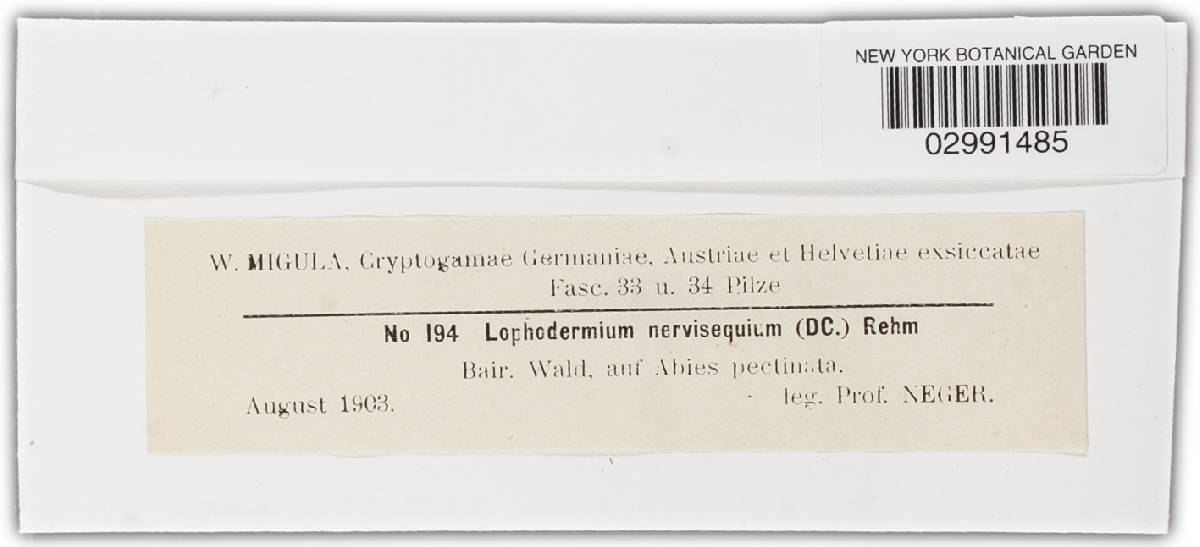 NEW YORK BOTANICAL GARDEN
02991485
W. MIGULA, Cryptogamae Germaniae, Austriae et Helvetiae exsiccatae
Fasc. 33 u. 34 Pilze
No 194 Lophodermium nervisequium (DC.) Rehm
Bair. Wald, auf Abies pectinata.
August 1903. leg. Prof. NEGER.